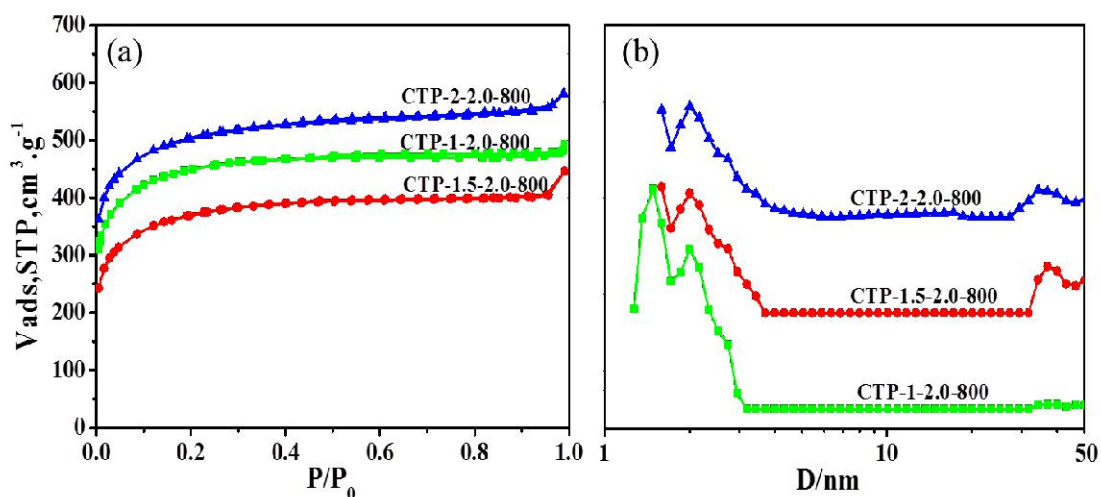 (a)
Vads,STP,cm³.g⁻¹
700
600
500
400
300
200
100
0
CTP-2-2.0-800
CTP-1-2.0-800
CTP-1.5-2.0-800
0.0 0.2 0.4 0.6 0.8 1.0
P/P₀
(b)
CTP-2-2.0-800
CTP-1.5-2.0-800
CTP-1-2.0-800
1 10 50
D/nm